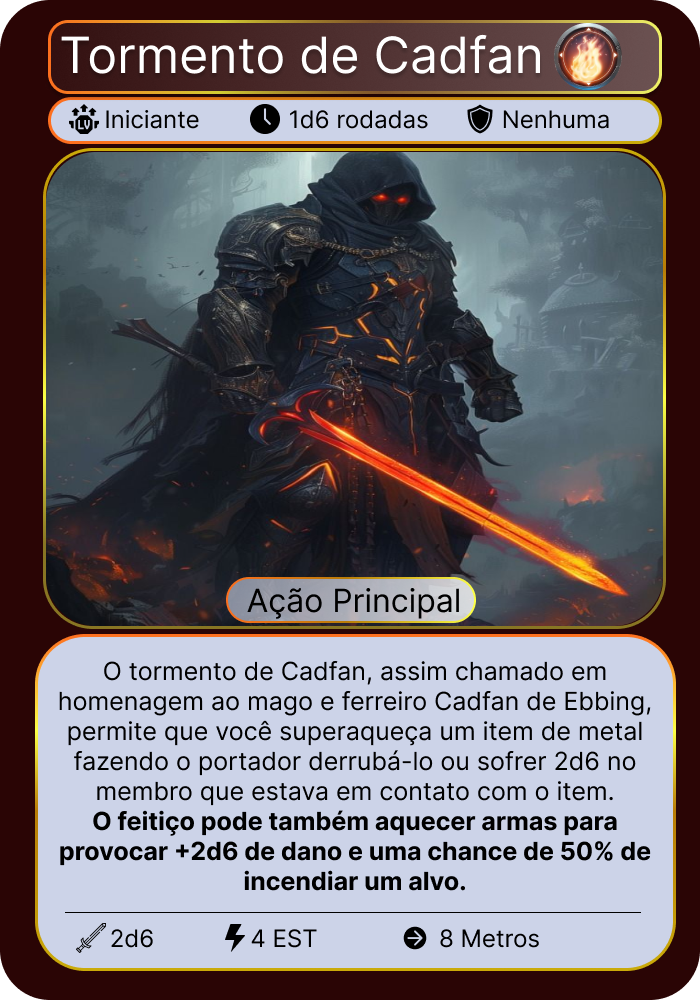 Tormento de Cadfan
LV Iniciante 1d6 rodadas Nenhuma
Ação Principal
O tormento de Cadfan, assim chamado em
homenagem ao mago e ferreiro Cadfan de Ebbing,
permite que você superaqueça um item de metal
fazendo o portador derrubá-lo ou sofrer 2d6 no
membro que estava em contato com o item.
O feitiço pode também aquecer armas para
provocar +2d6 de dano e uma chance de 50% de
incendiar um alvo.
2d6 4 EST 8 Metros